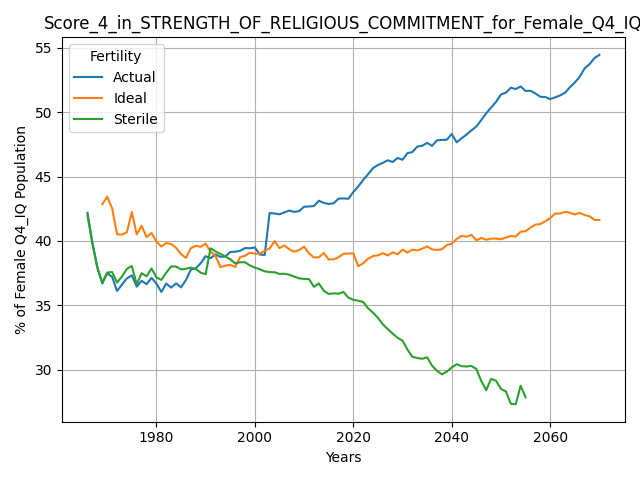 Score_4_in_STRENGTH_OF_RELIGIOUS_COMMITMENT_for_Female_Q4_IQ
Fertility
Actual
Ideal
Sterile
% of Female Q4_IQ Population
55
50
45
40
35
30
1980 2000 2020 2040 2060
Years